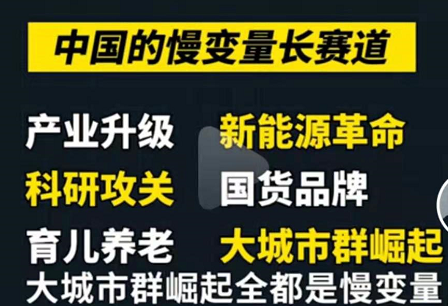 中国的慢变量长赛道
产业升级 新能源革命
科研攻关 国货品牌
育儿养老 大城市群崛起
大城市群崛起全都是慢变量